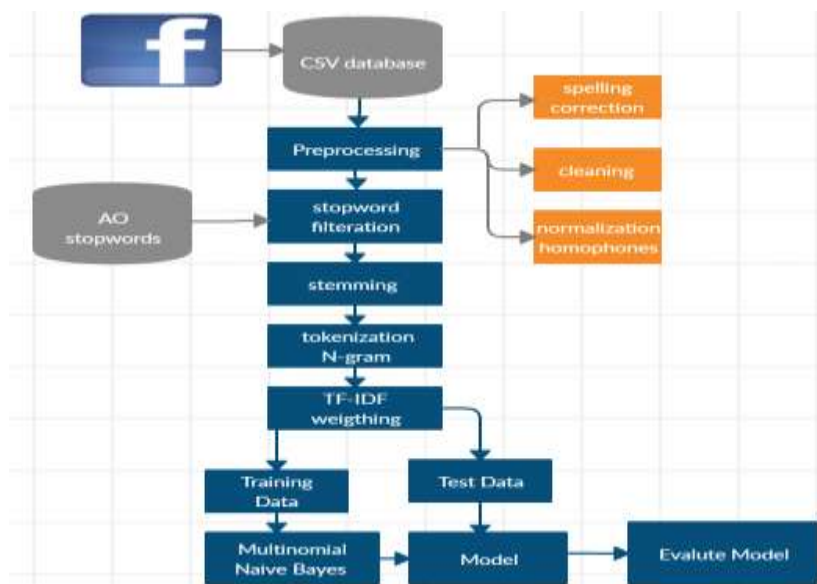 f
CSV database
spelling
correction
Preprocessing
cleaning
AO
stopwords
stopword
filteration
normalization
homophones
stemming
tokenization
N-gram
TF-IDF
weigthing
Training
Data
Test Data
Multinomial
Naive Bayes
Model
Evalute Model